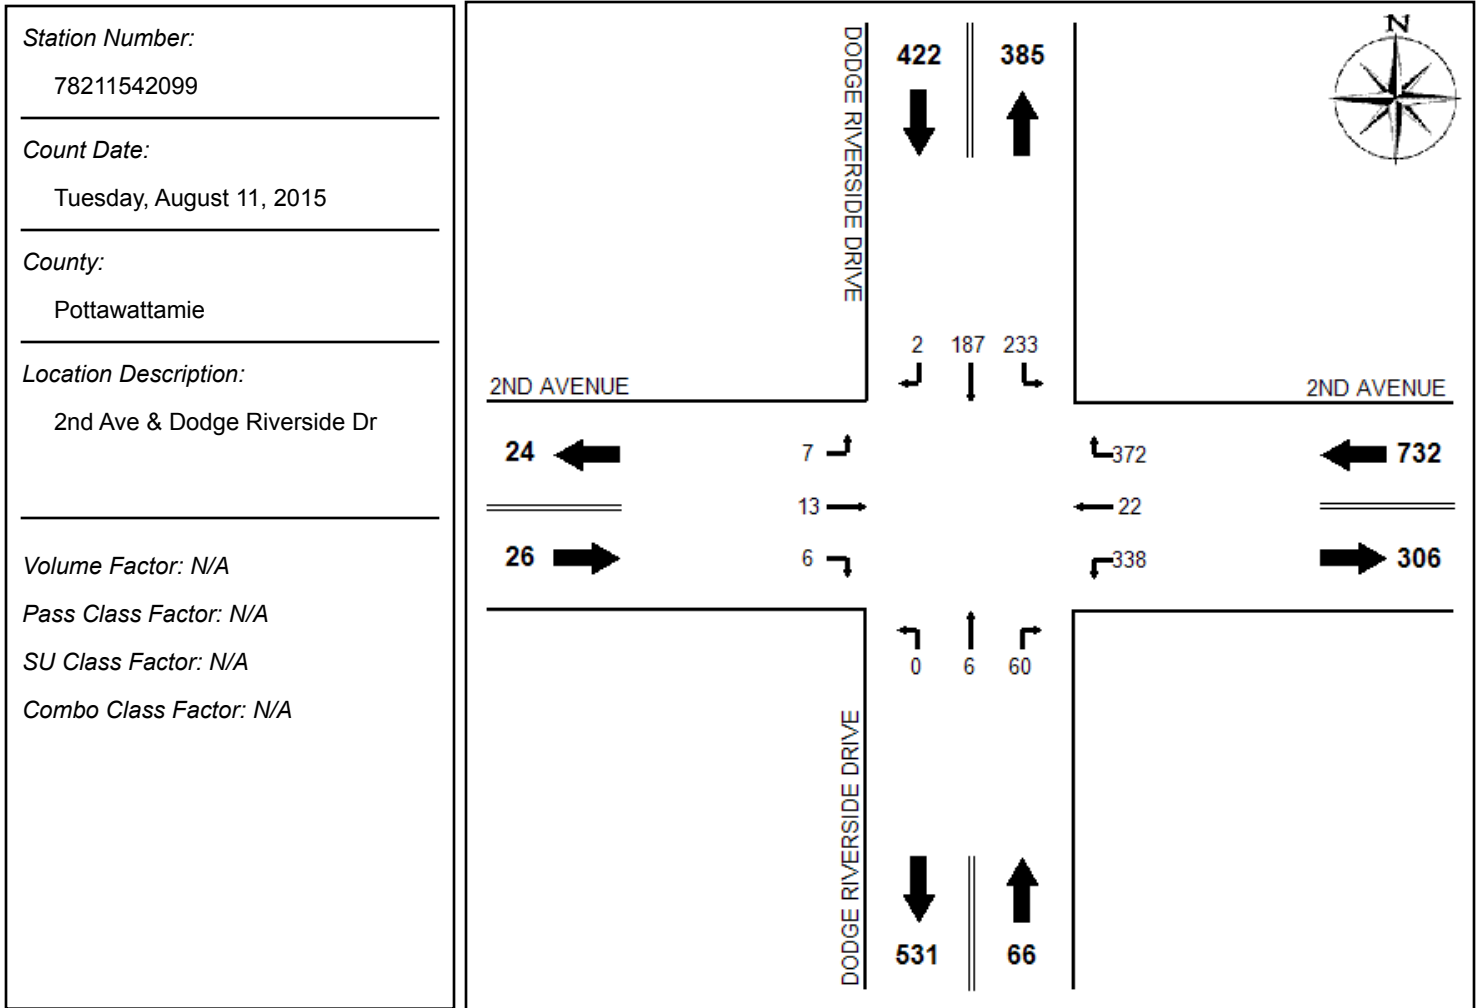 Station Number:
78211542099
Count Date:
Tuesday, August 11, 2015
County:
Pottawattamie
Location Description:
2nd Ave & Dodge Riverside Dr
Volume Factor: N/A
Pass Class Factor: N/A
SU Class Factor: N/A
Combo Class Factor: N/A
N
DODGE RIVERSIDE DRIVE
422 385
2 187 233
2ND AVENUE
2ND AVENUE
24 7 372 732
13 22
26 6 338 306
0 6 60
DODGE RIVERSIDE DRIVE
531 66